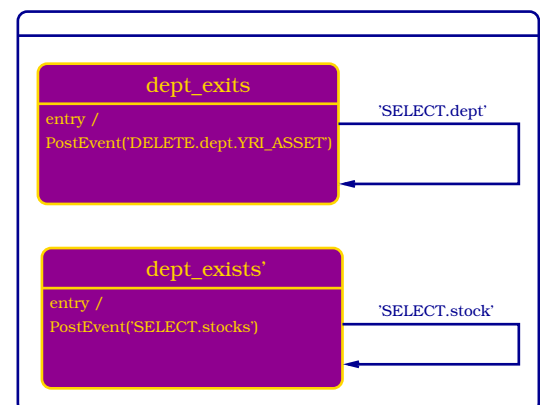 dept_exits
entry /
PostEvent('DELETE.dept.YRI_ASSET')
'SELECT.dept'
dept_exists'
entry /
PostEvent('SELECT.stocks')
'SELECT.stock'